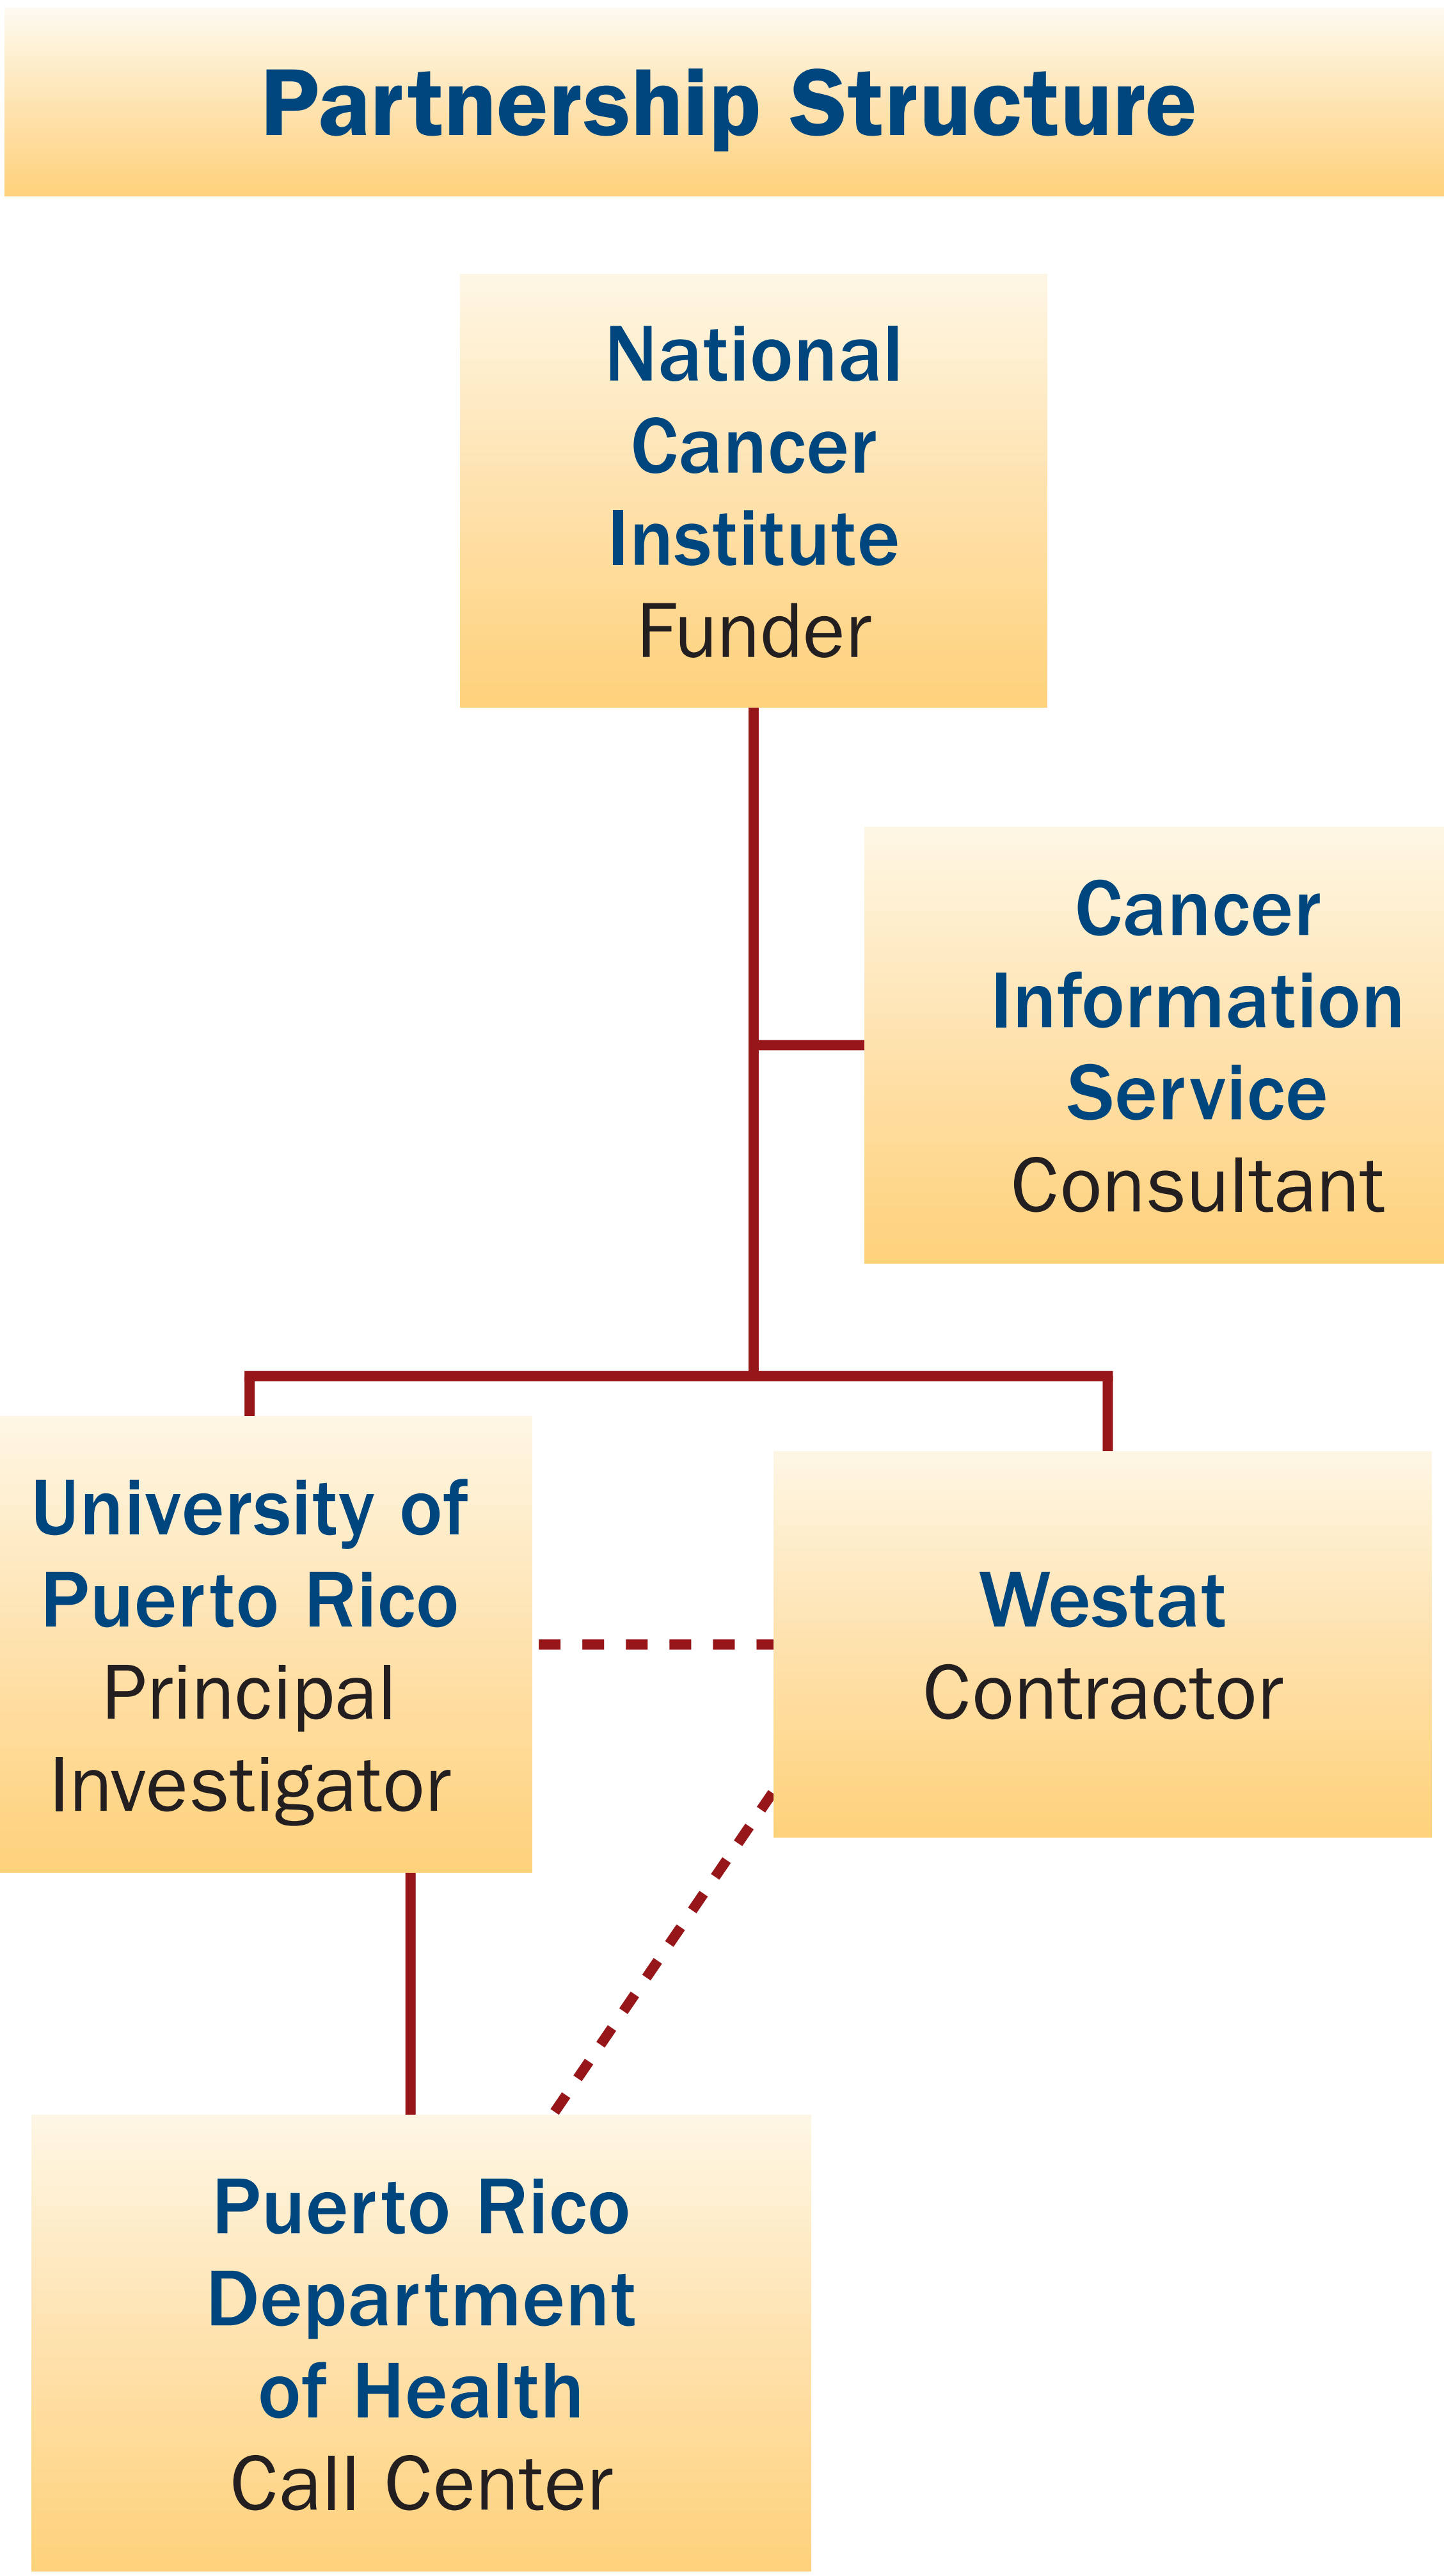 Partnership Structure
National
Cancer
Institute
Funder
Cancer
Information
Service
Consultant
University of
Puerto Rico
Principal
Investigator
Westat
Contractor
Puerto Rico
Department
of Health
Call Center